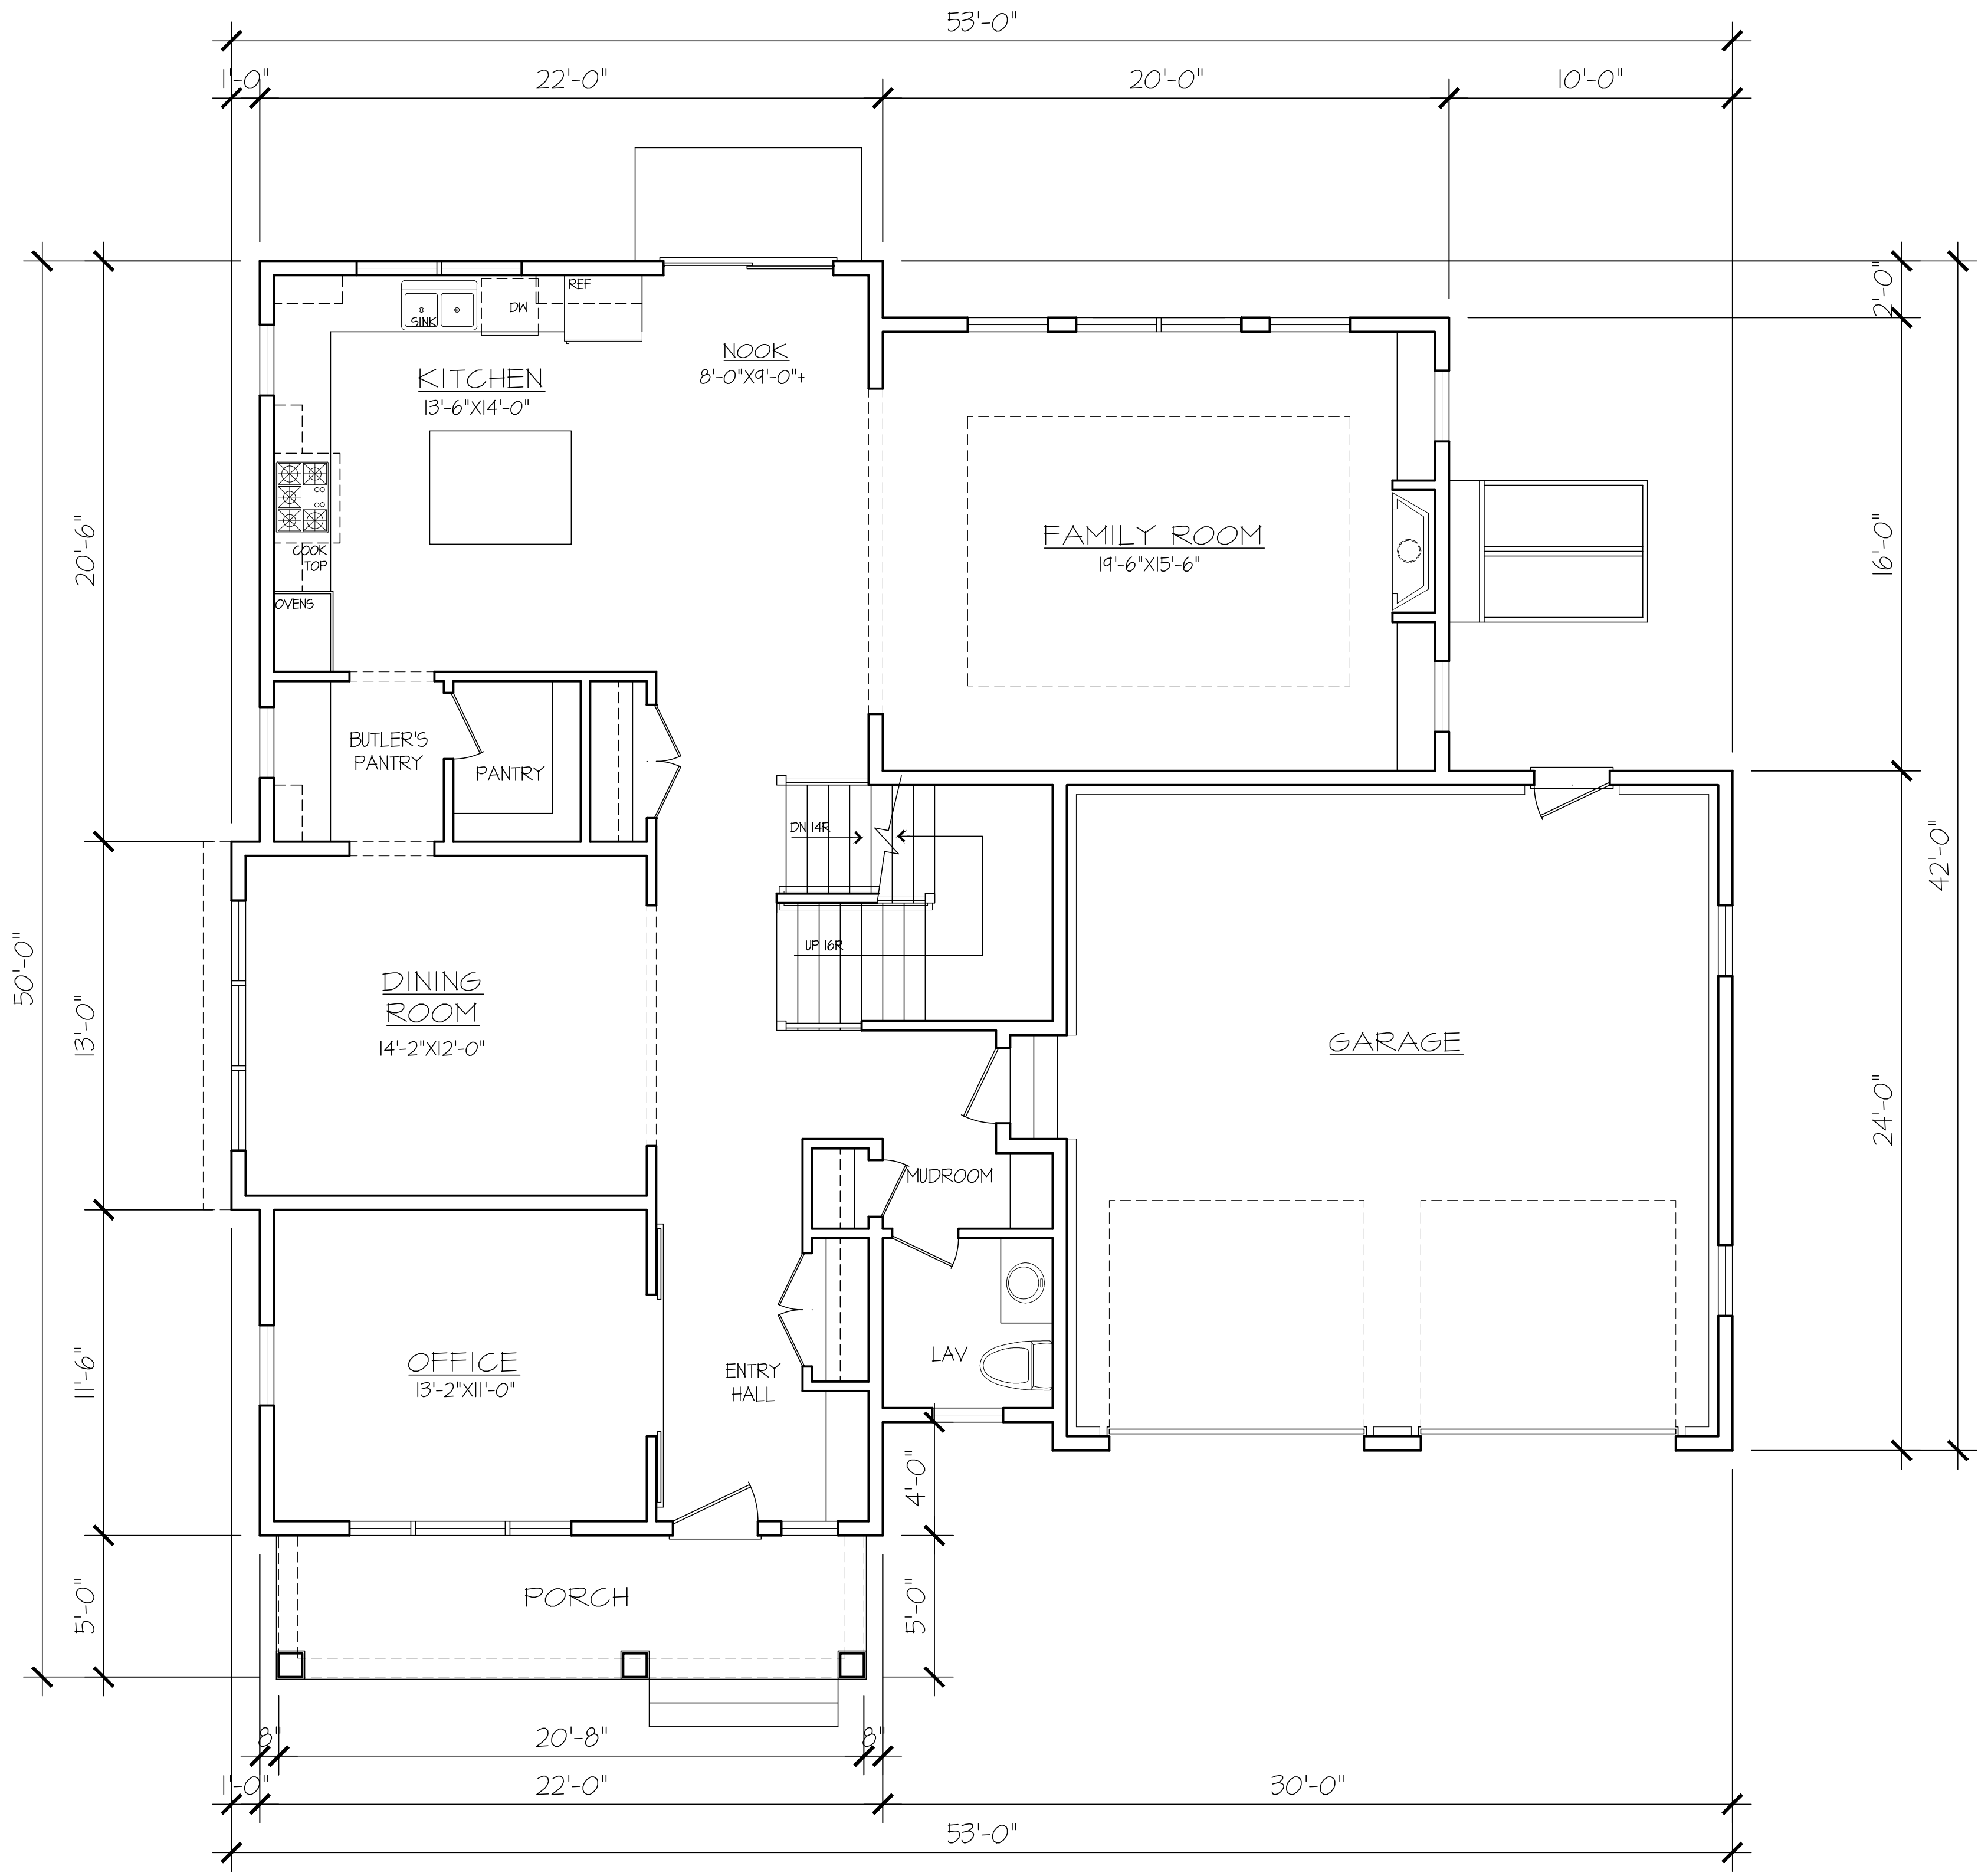 53'-0"
1'-0"
22'-0"
20'-0"
10'-0"
REF
DW
SINK
2'-0"
NOOK
8'-0"X9'-0"+
KITCHEN
13'-6"X14'-0"
20'-6"
COOK
TOP
OVENS
FAMILY ROOM
19'-6"X15'-6"
16'-0"
BUTLER'S
PANTRY
PANTRY
DN 14R
42'-0"
50'-0"
UP 16R
DINING
ROOM
14'-2"X12'-0"
13'-0"
GARAGE
24'-0"
MUDROOM
11'-6"
OFFICE
13'-2"X11'-0"
ENTRY
HALL
LAV
4'-0"
5'-0"
PORCH
5'-0"
8"
20'-8"
8"
1'-0"
22'-0"
30'-0"
53'-0"